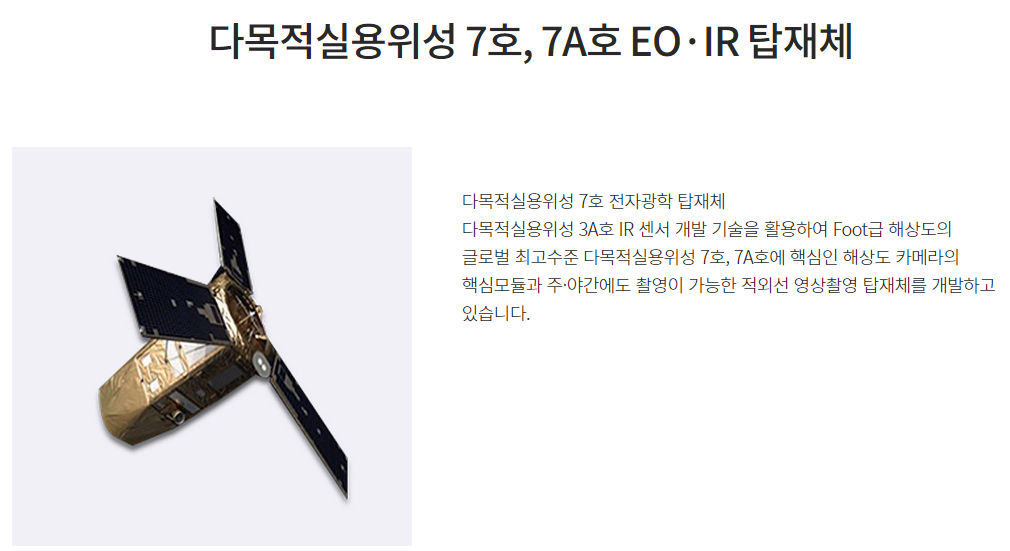 다목적실용위성 7호, 7A호 EO·IR 탑재체
다목적실용위성 7호 전자광학 탑재체
다목적실용위성 3A호 IR 센서 개발 기술을 활용하여 Foot급 해상도의
글로벌 최고수준 다목적실용위성 7호, 7A호에 핵심인 해상도 카메라의
핵심모듈과 주·야간에도 촬영이 가능한 적외선 영상촬영 탑재체를 개발하고
있습니다.